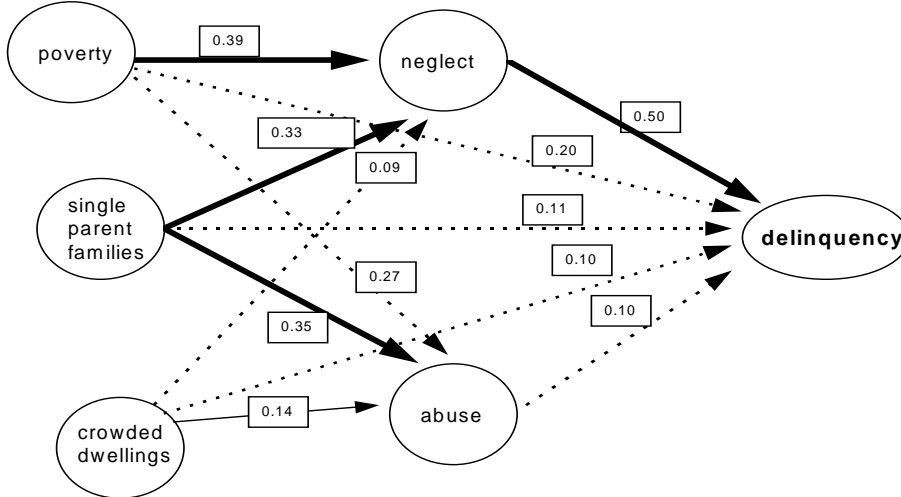 poverty
0.39
neglect
0.33
0.50
0.09
0.20
single
parent
families
0.11
delinquency
0.10
0.27
0.10
0.35
crowded
dwellings
0.14
abuse